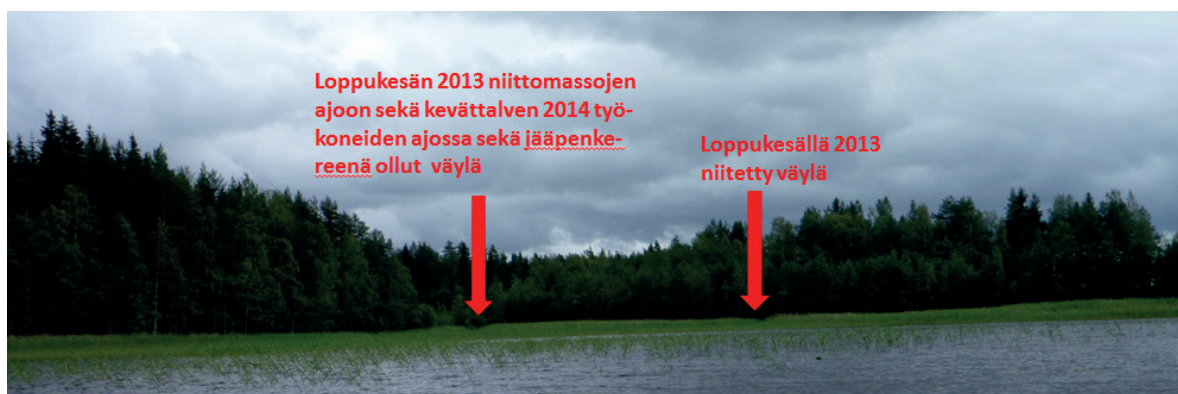 Loppukesän 2013 niittomassojen
ajoon sekä kevättalven 2014 työ-
koneiden ajossa sekä jääpenke-
reenä ollut väylä
Loppukesällä 2013
niitetty väylä